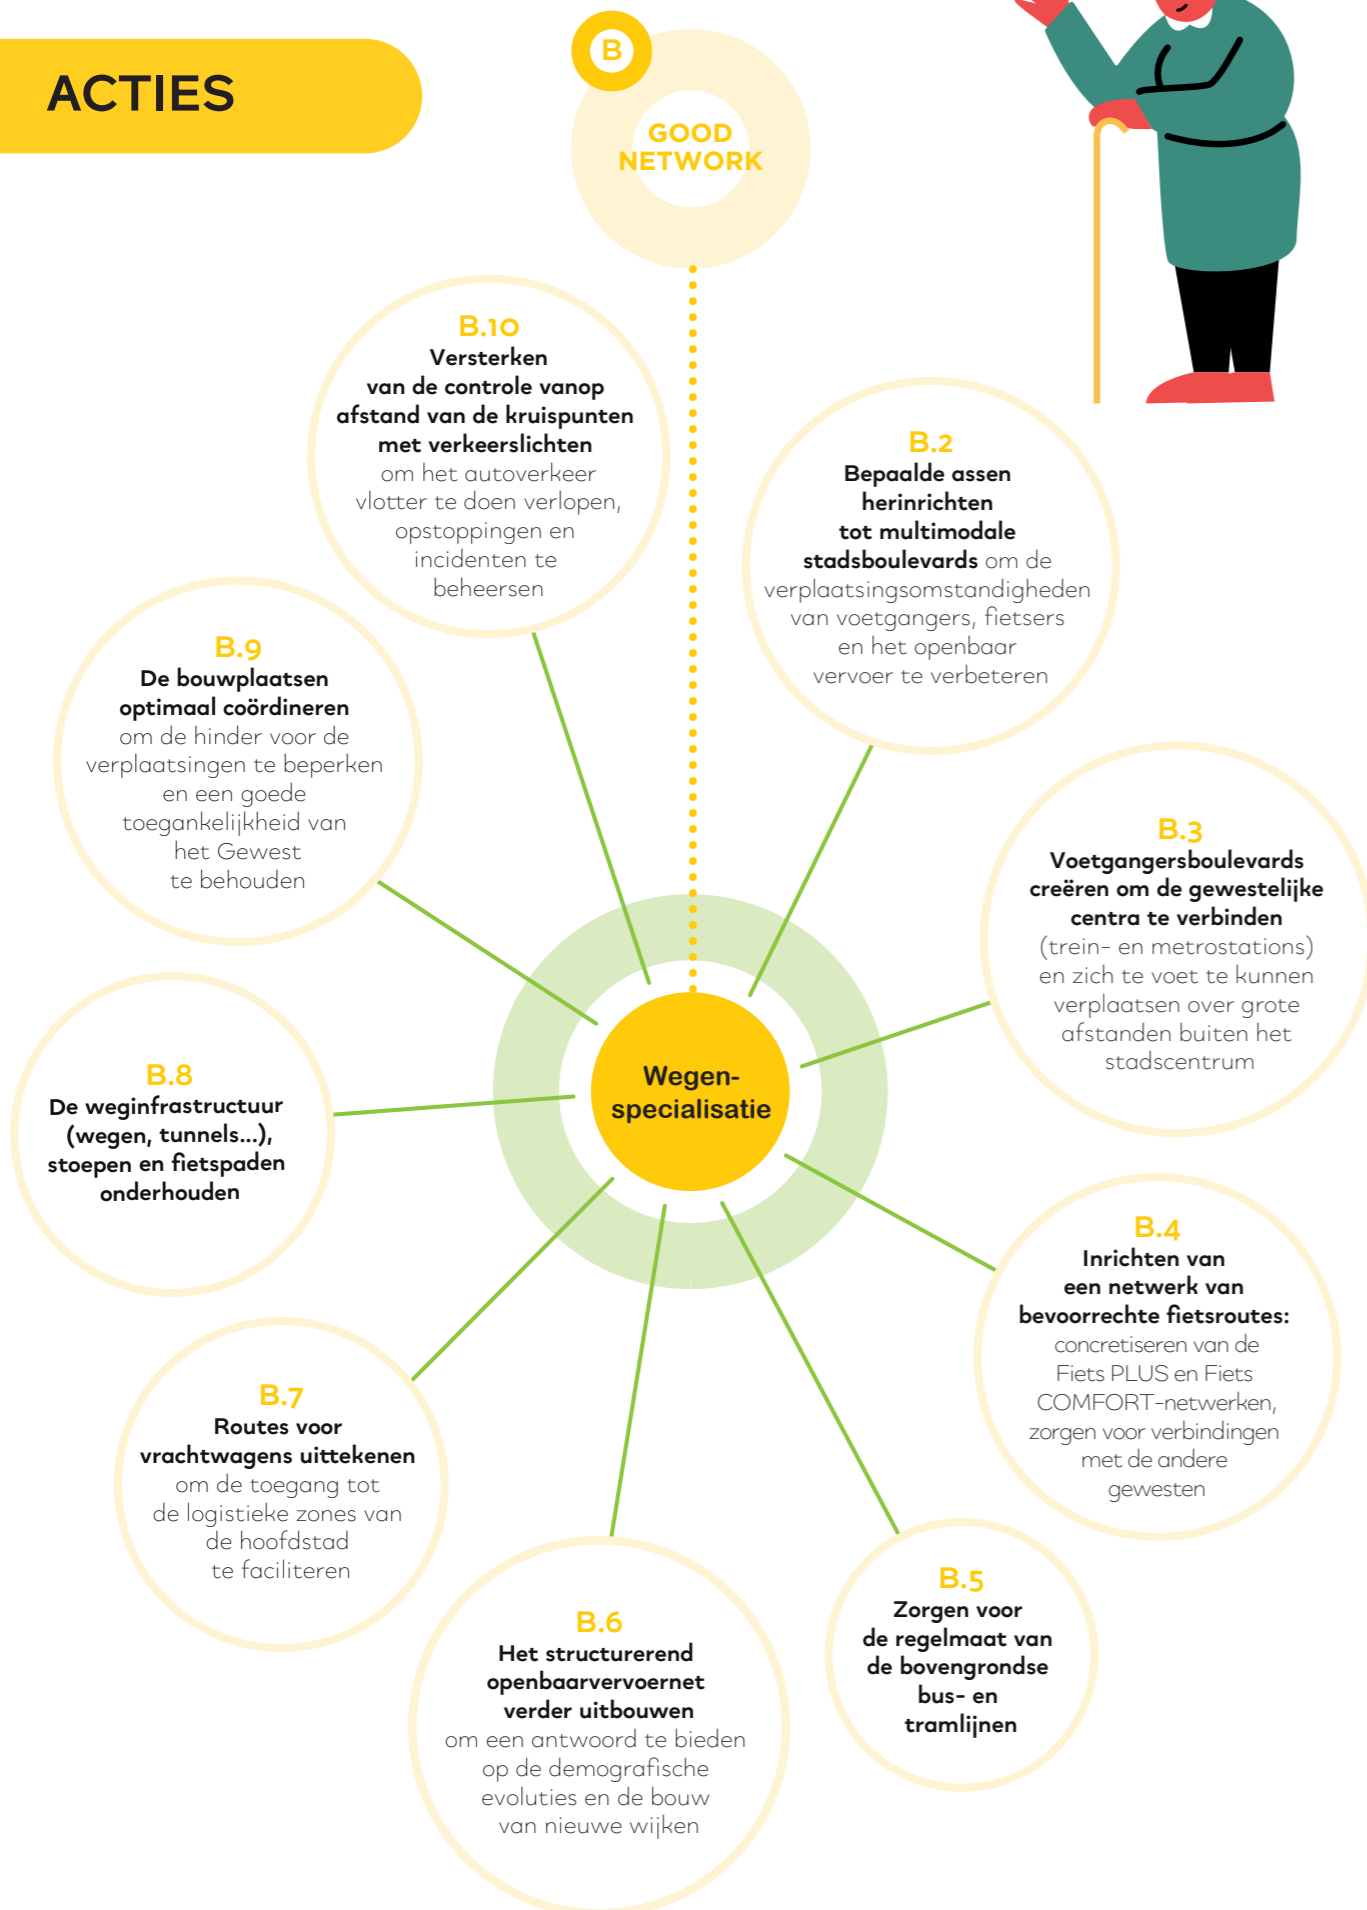 ACTIES
B
GOOD
NETWORK
B.10
Versterken
van de controle vanop
afstand van de kruispunten
met verkeerslichten
om het autoverkeer
vlotter te doen verlopen,
opstoppingen en
incidenten te
beheersen
B.2
Bepaalde assen
herinrichten
tot multimodale
stadsboulevards om de
verplaatsingsomstandigheden
van voetgangers, fietsers
en het openbaar
vervoer te verbeteren
B.9
De bouwplaatsen
optimaal coördineren
om de hinder voor de
verplaatsingen te beperken
en een goede
toegankelijkheid van
het Gewest
te behouden
B.3
Voetgangersboulevards
creëren om de gewestelijke
centra te verbinden
(trein- en metrostations)
en zich te voet te kunnen
verplaatsen over grote
afstanden buiten het
stadscentrum
Wegen-
specialisatie
B.8
De weginfrastructuur
(wegen, tunnels...),
stoepen en fietspaden
onderhouden
B.4
Inrichten van
een netwerk van
bevoorrechte fietsroutes:
concretiseren van de
Fiets PLUS en Fiets
COMFORT-netwerken,
zorgen voor verbindingen
met de andere
gewesten
B.7
Routes voor
vrachtwagens uittekenen
om de toegang tot
de logistieke zones van
de hoofdstad
te faciliteren
B.5
Zorgen voor
de regelmaat van
de bovengrondse
bus- en
tramlijnen
B.6
Het structurerend
openbaarvervoernet
verder uitbouwen
om een antwoord te bieden
op de demografische
evoluties en de bouw
van nieuwe wijken